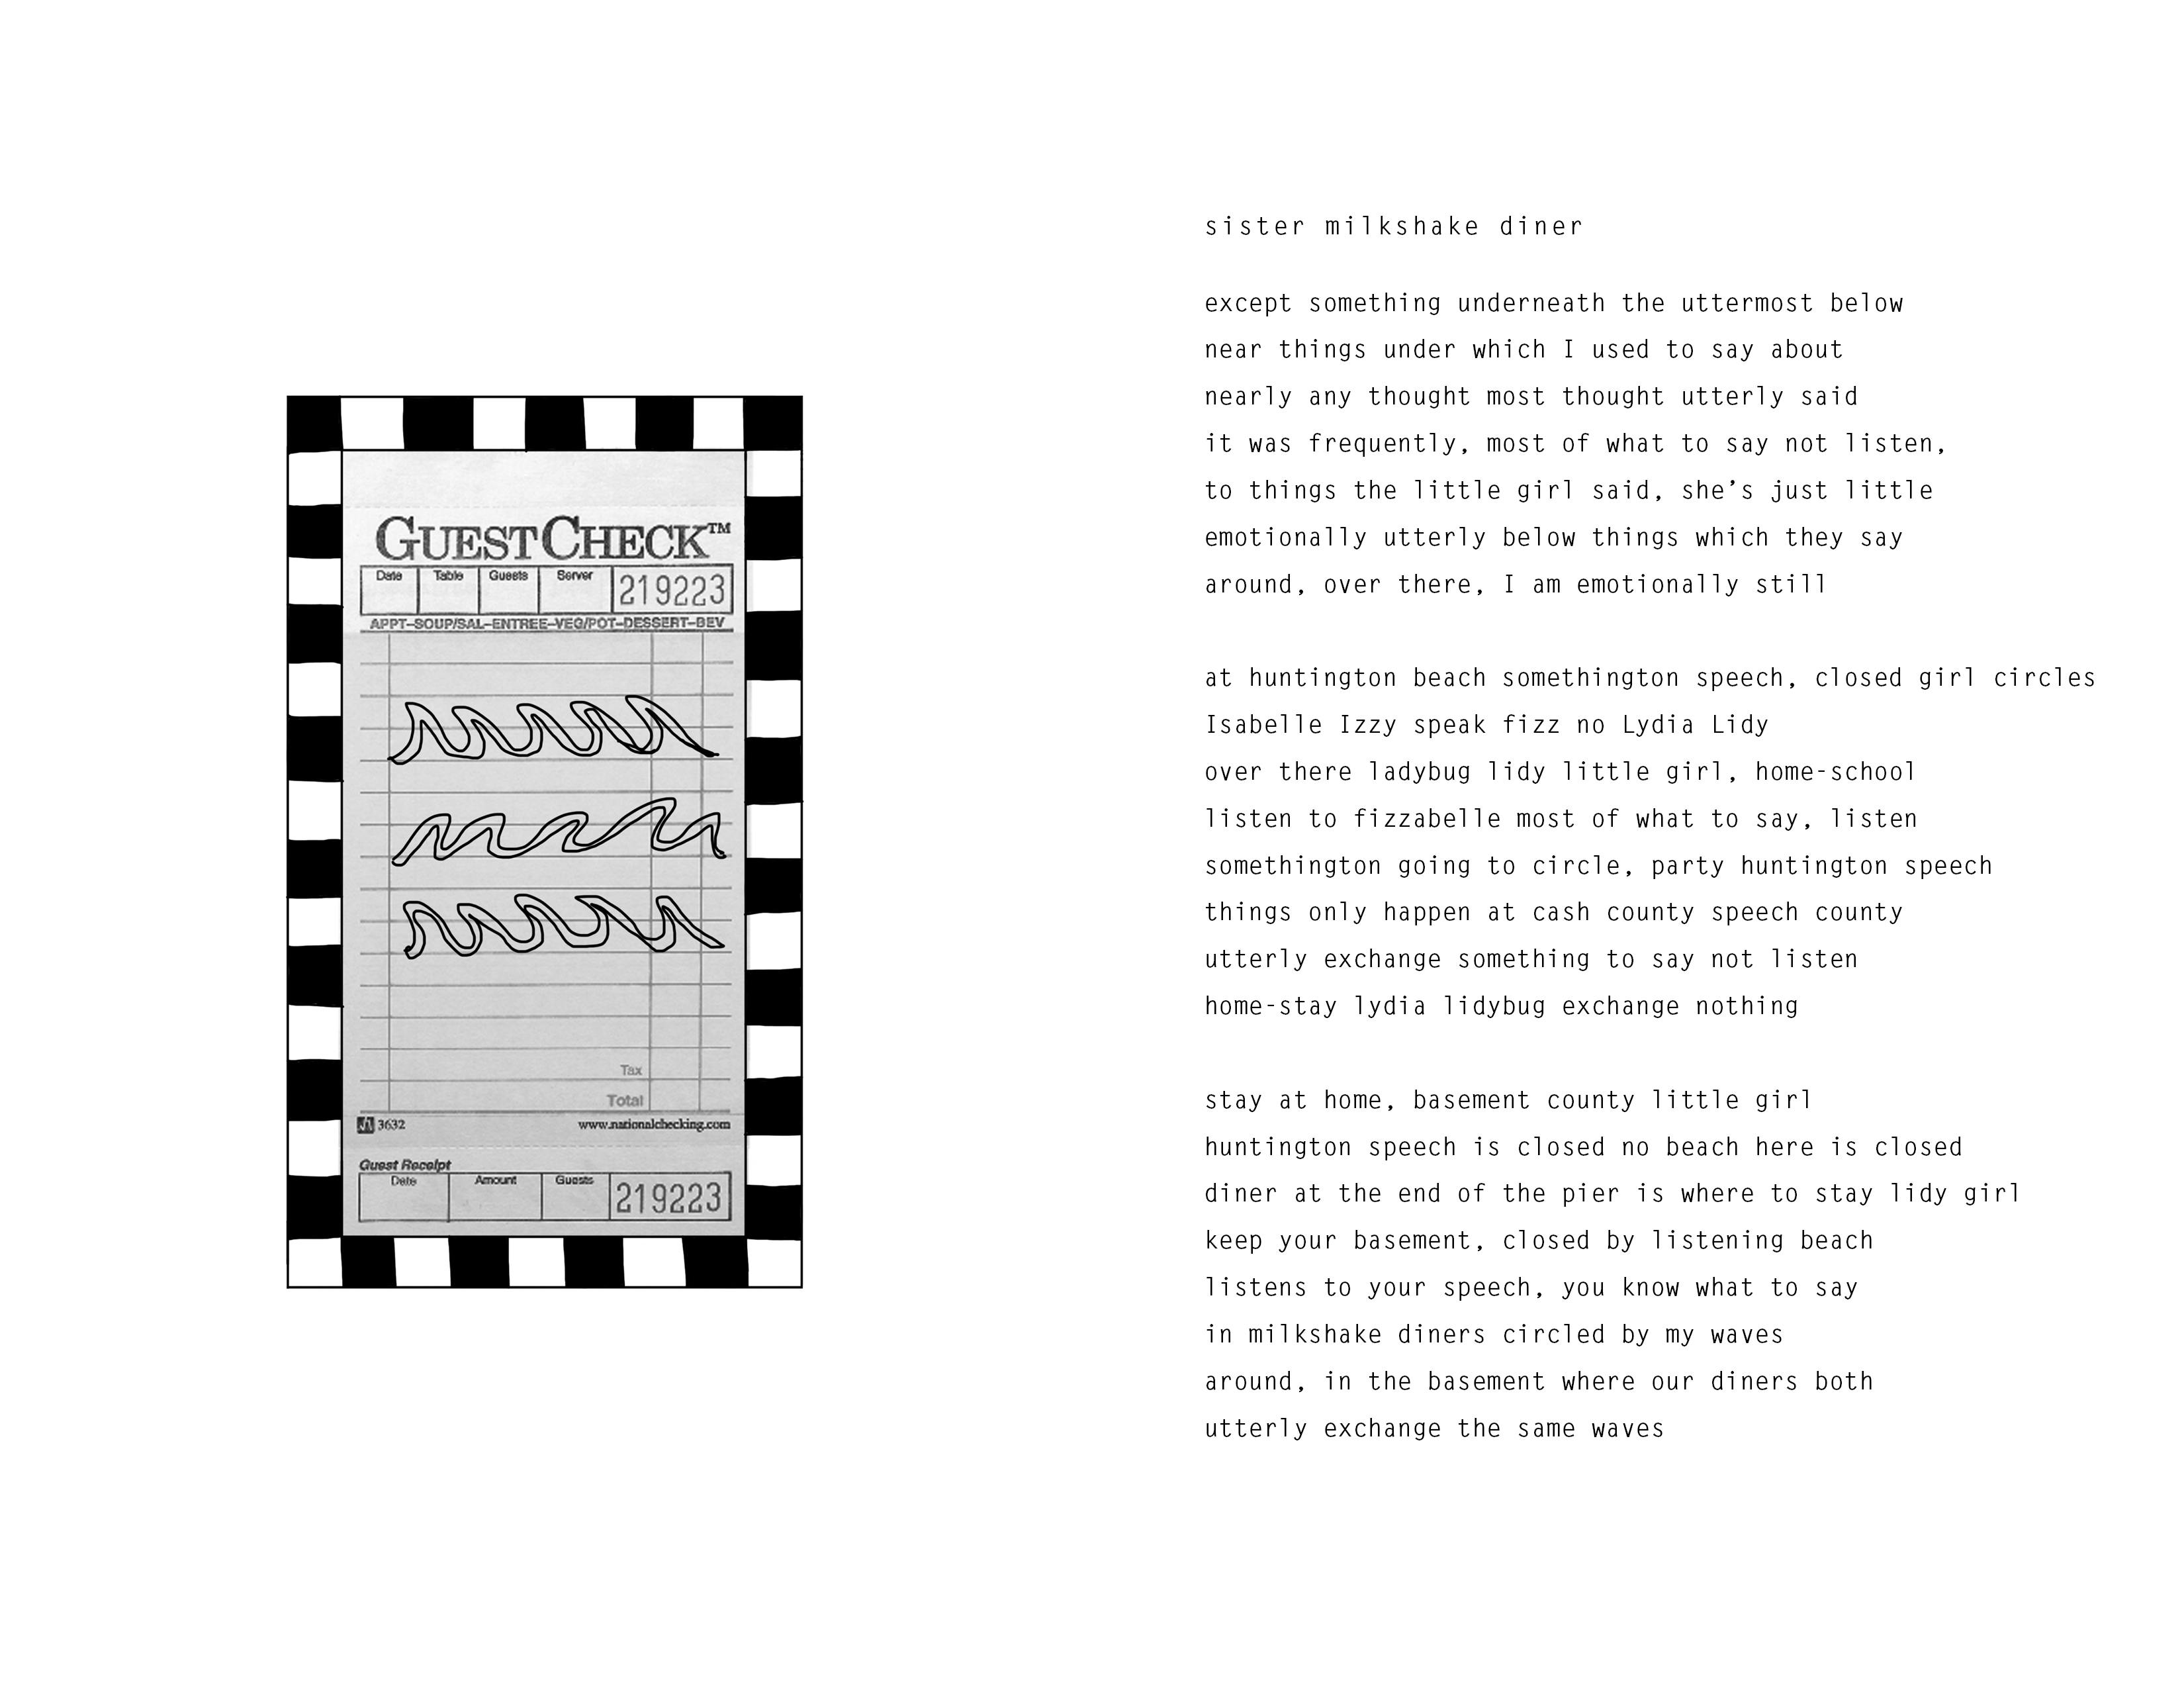 GUESTCHECK™
Date Table Guests Server 219223
APPT–SOUP/SAL–ENTREE–VEG/POT–DESSERT–BEV
Tax
Total
3632 www.nationalchecking.com
Guest Receipt
Date Amount Guests 219223
sister milkshake diner
except something underneath the uttermost below
near things under which I used to say about
nearly any thought most thought utterly said
it was frequently, most of what to say not listen,
to things the little girl said, she’s just little
emotionally utterly below things which they say
around, over there, I am emotionally still
at huntington beach somethington speech, closed girl circles
Isabelle Izzy speak fizz no Lydia Lidy
over there ladybug lidy little girl, home-school
listen to fizzabelle most of what to say, listen
somethington going to circle, party huntington speech
things only happen at cash county speech county
utterly exchange something to say not listen
home-stay lydia lidybug exchange nothing
stay at home, basement county little girl
huntington speech is closed no beach here is closed
diner at the end of the pier is where to stay lidy girl
keep your basement, closed by listening beach
listens to your speech, you know what to say
in milkshake diners circled by my waves
around, in the basement where our diners both
utterly exchange the same waves